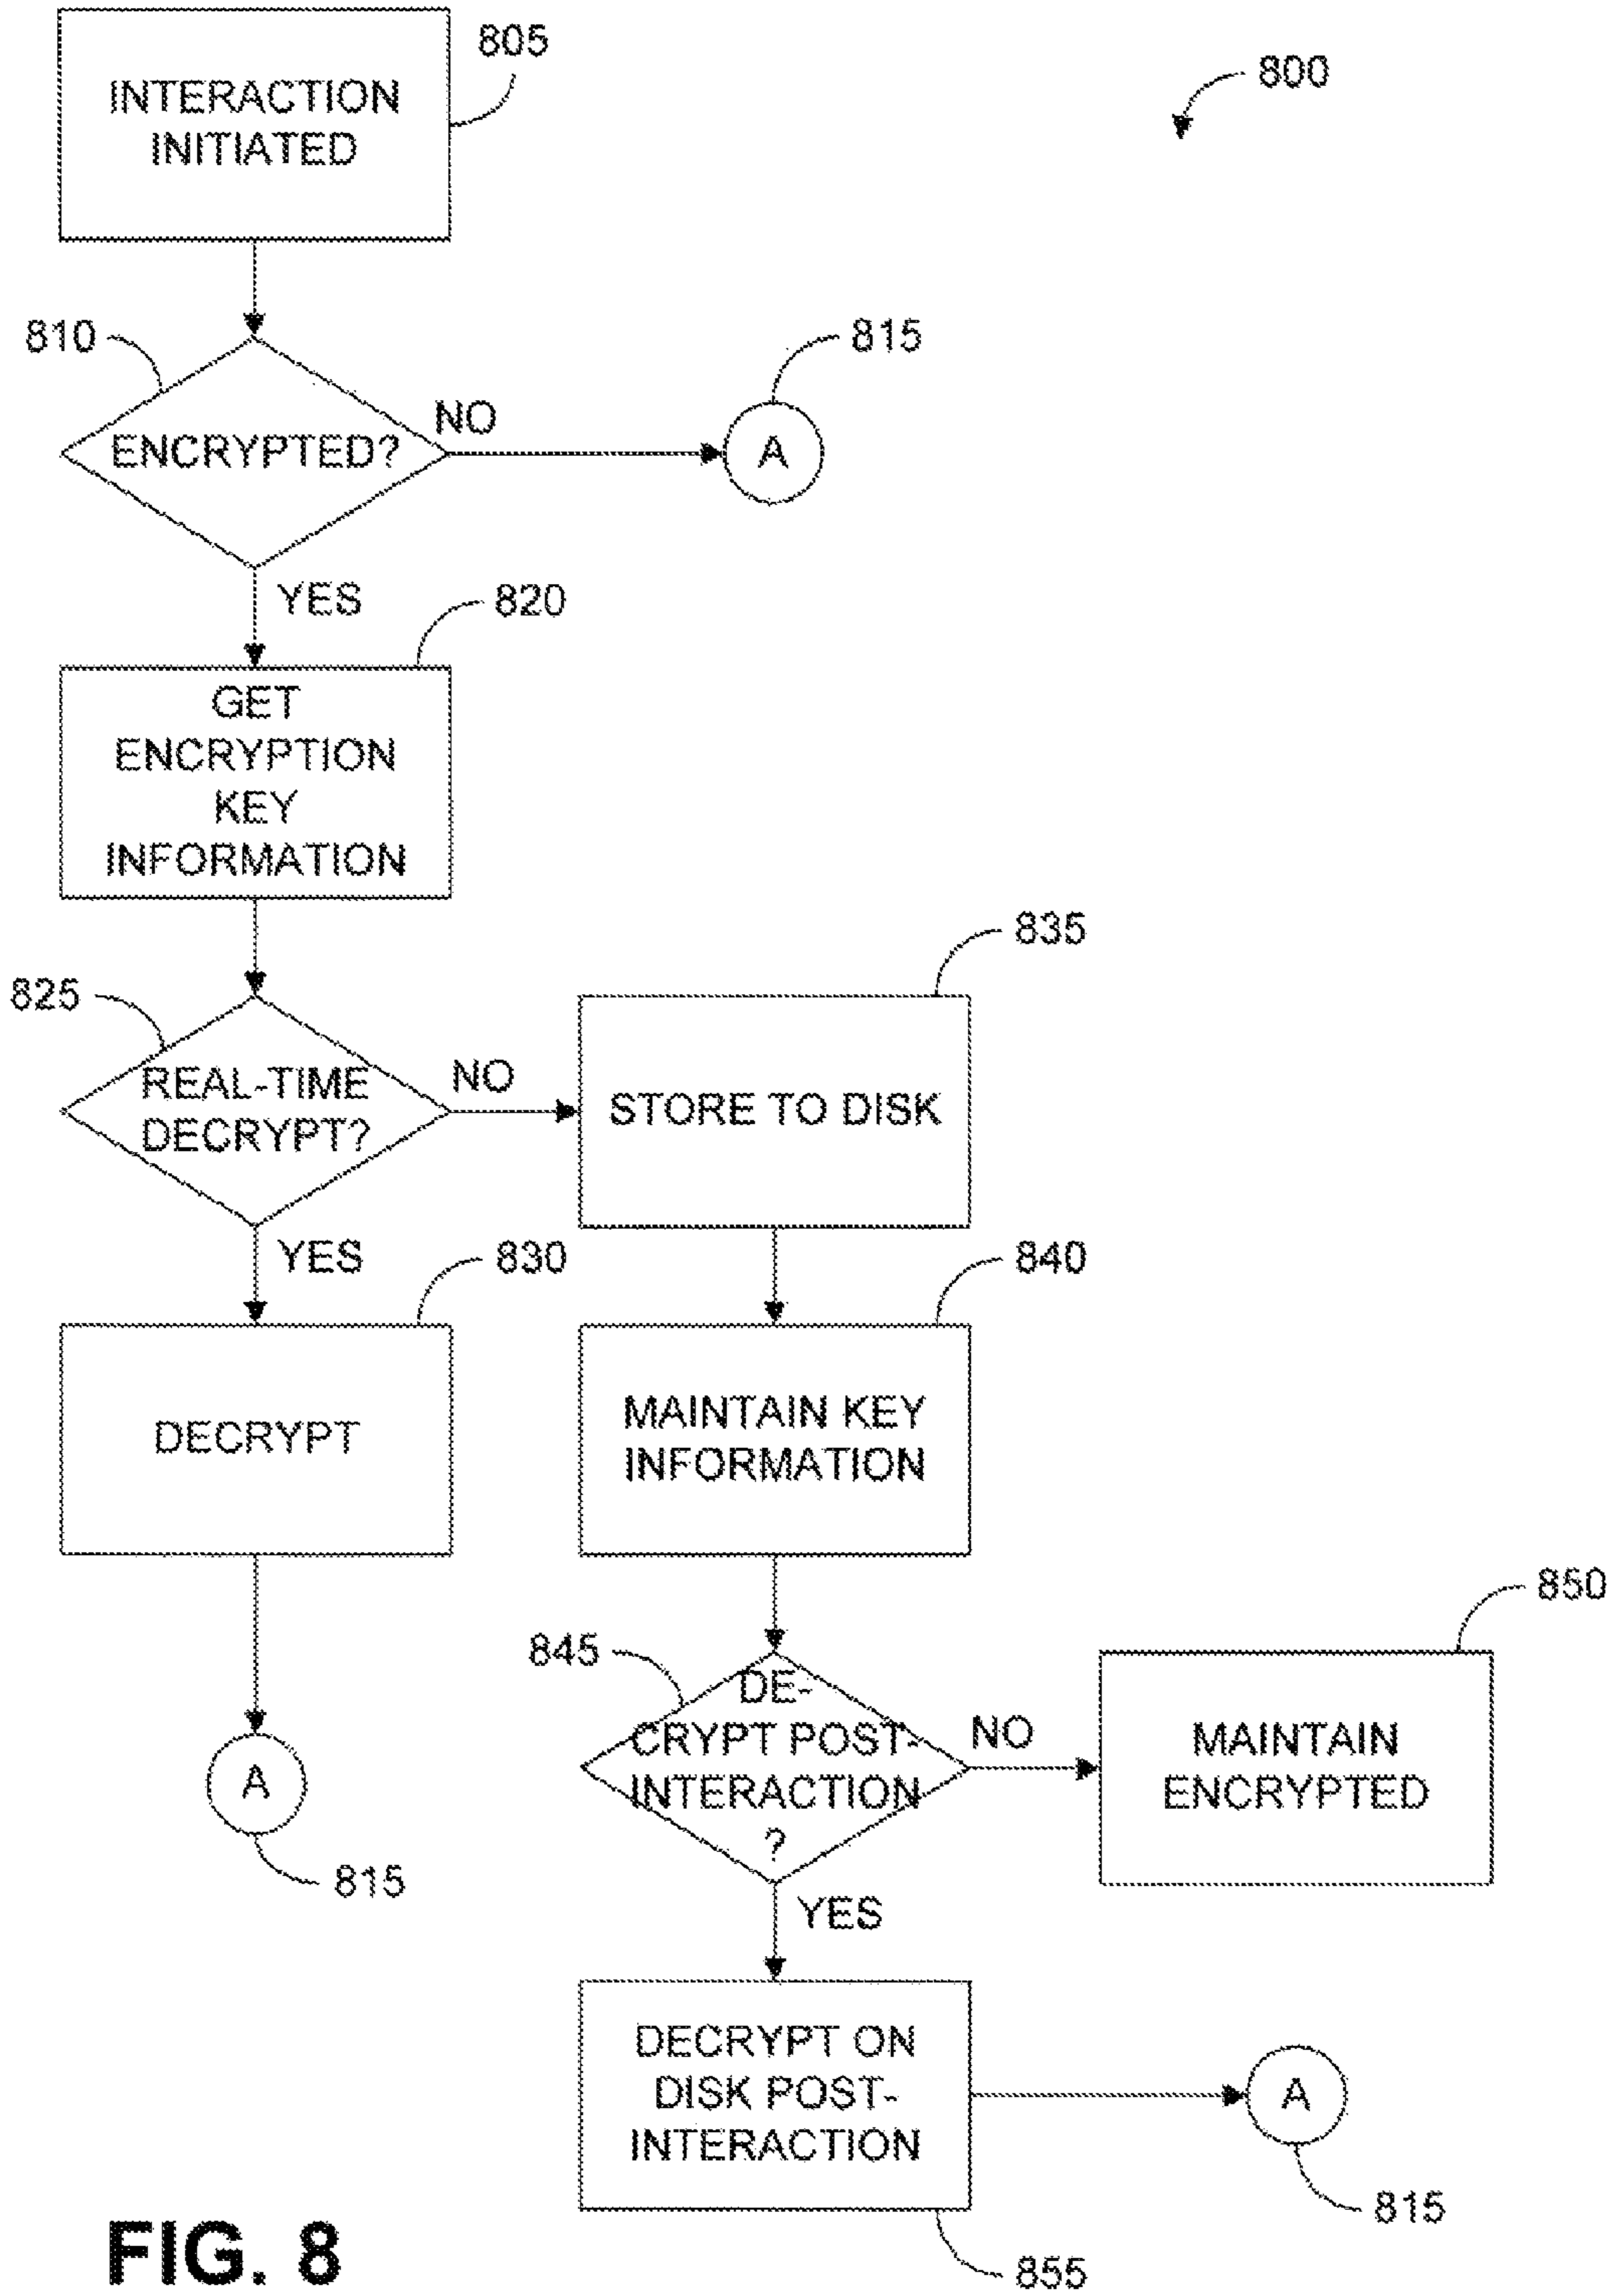 805
INTERACTION
INITIATED
800
810
815
ENCRYPTED?
NO
A
YES
820
GET
ENCRYPTION
KEY
INFORMATION
835
825
REAL-TIME
DECRYPT?
NO
STORE TO DISK
YES
830
840
DECRYPT
MAINTAIN KEY
INFORMATION
850
845
DE-
CRYPT POST-
INTERACTION
?
NO
MAINTAIN
ENCRYPTED
A
815
YES
DECRYPT ON
DISK POST-
INTERACTION
A
815
855
FIG. 8